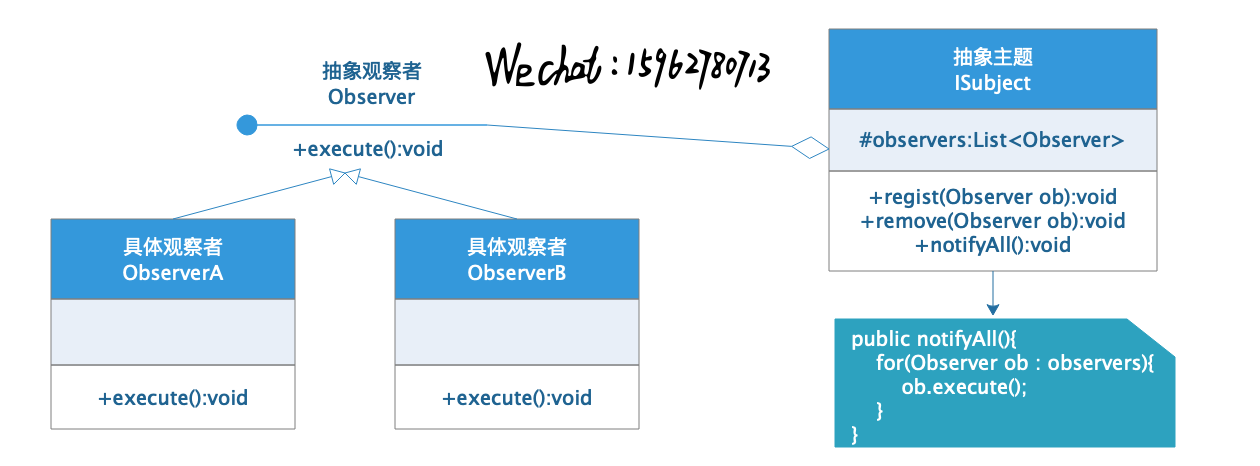 Wechat:15962780713
抽象观察者
Observer
+execute():void
具体观察者
ObserverA
+execute():void
具体观察者
ObserverB
+execute():void
抽象主题
ISubject
#observers:List<Observer>
+regist(Observer ob):void
+remove(Observer ob):void
+notifyAll():void
public notifyAll(){
for(Observer ob : observers){
ob.execute();
}
}